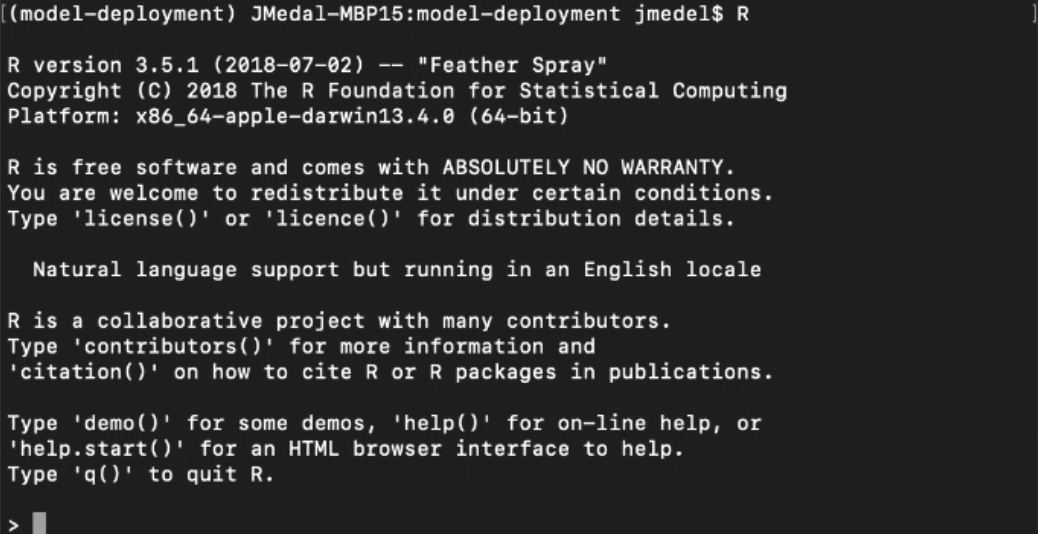 [(model-deployment) JMedal-MBP15:model-deployment jmedel$ R ]
R version 3.5.1 (2018-07-02) -- "Feather Spray"
Copyright (C) 2018 The R Foundation for Statistical Computing
Platform: x86_64-apple-darwin13.4.0 (64-bit)
R is free software and comes with ABSOLUTELY NO WARRANTY.
You are welcome to redistribute it under certain conditions.
Type 'license()' or 'licence()' for distribution details.
Natural language support but running in an English locale
R is a collaborative project with many contributors.
Type 'contributors()' for more information and
'citation()' on how to cite R or R packages in publications.
Type 'demo()' for some demos, 'help()' for on-line help, or
'help.start()' for an HTML browser interface to help.
Type 'q()' to quit R.
>